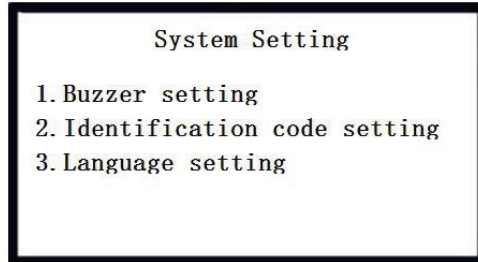 System Setting
1. Buzzer setting
2. Identification code setting
3. Language setting